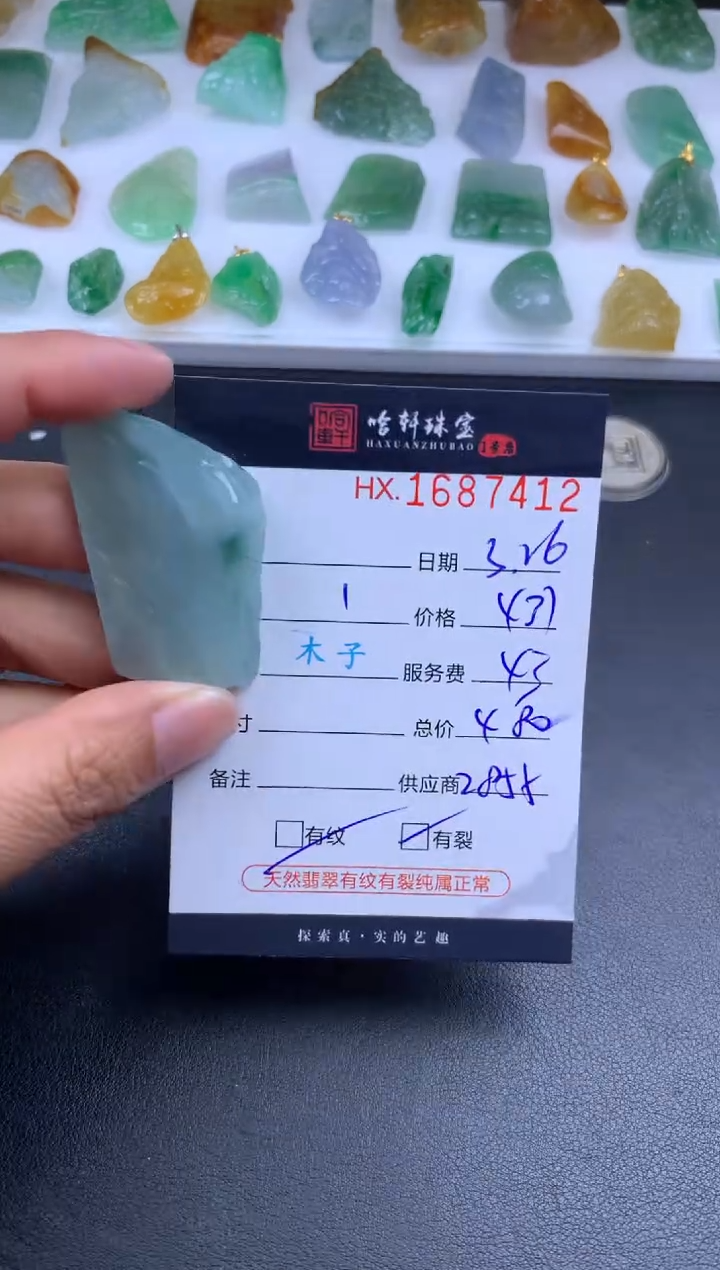 哈轩珠宝
HAXUANZHUBAO
HX.1687412
日期 3.26
1 价格 437
木子 服务费 43
寸 总价 480
备注 供应商
有纹 有裂
天然翡翠有纹有裂纯属正常
探索真·实的艺趣